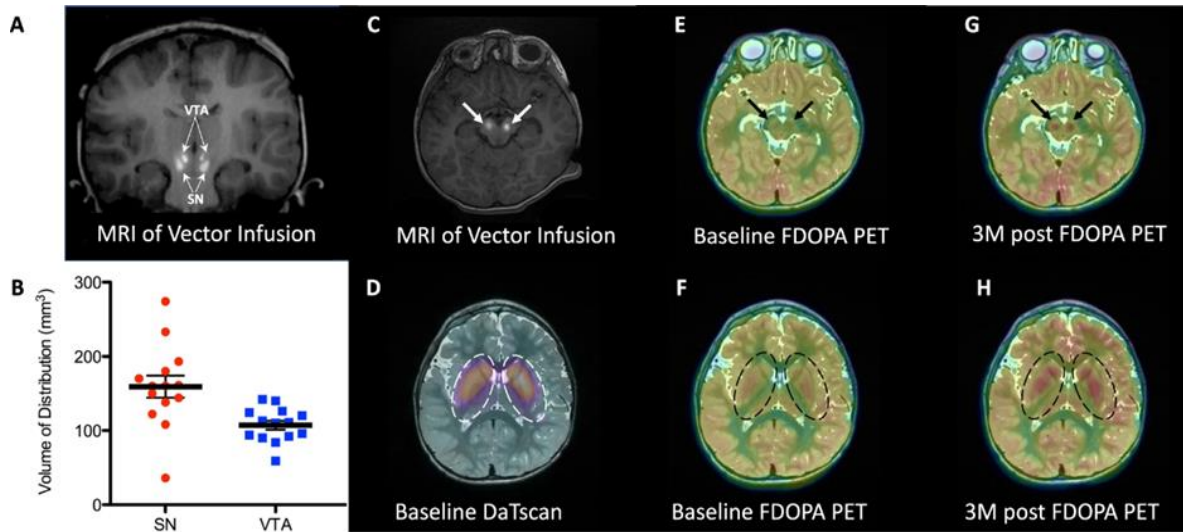 A
VTA
SN
MRI of Vector Infusion
C
MRI of Vector Infusion
E
Baseline FDOPA PET
G
3M post FDOPA PET
B
Volume of Distribution (mm³)
300
200
100
0
SN VTA
D
Baseline DaTscan
F
Baseline FDOPA PET
H
3M post FDOPA PET